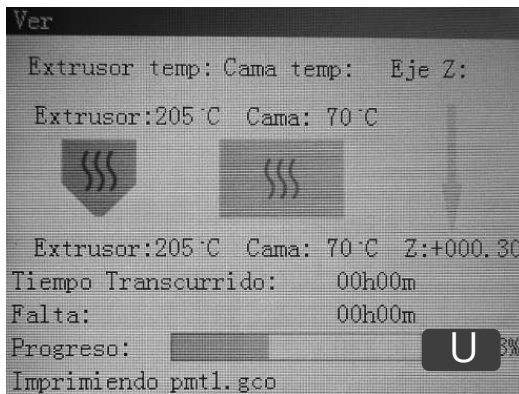 Ver
Extrusor temp: Cama temp: Eje Z:
Extrusor:205°C Cama: 70°C
Extrusor:205°C Cama: 70°C Z:+000.30
Tiempo Transcurrido: 00h00m
Falta: 00h00m
Progreso: U
Imprimiendo pmt1.gco